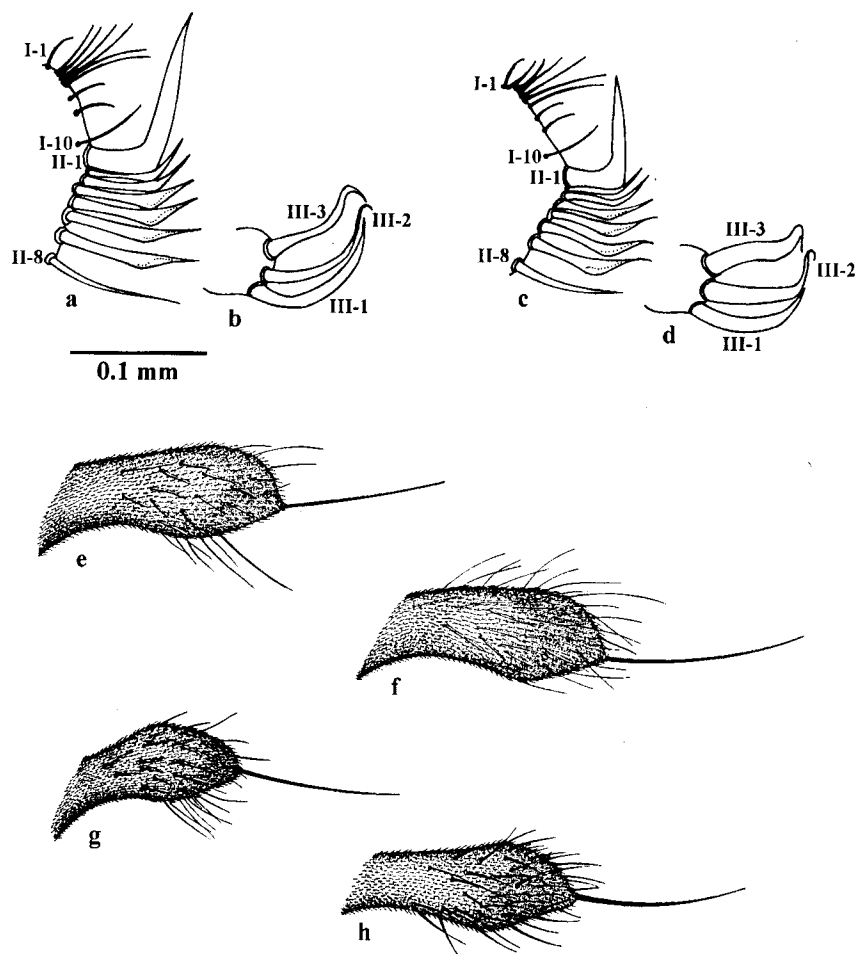 I-1
I-10
II-1
II-8
a
III-3
III-2
III-1
b
0.1 mm
I-1
I-10
II-1
II-8
c
III-3
III-2
III-1
d
e
f
g
h